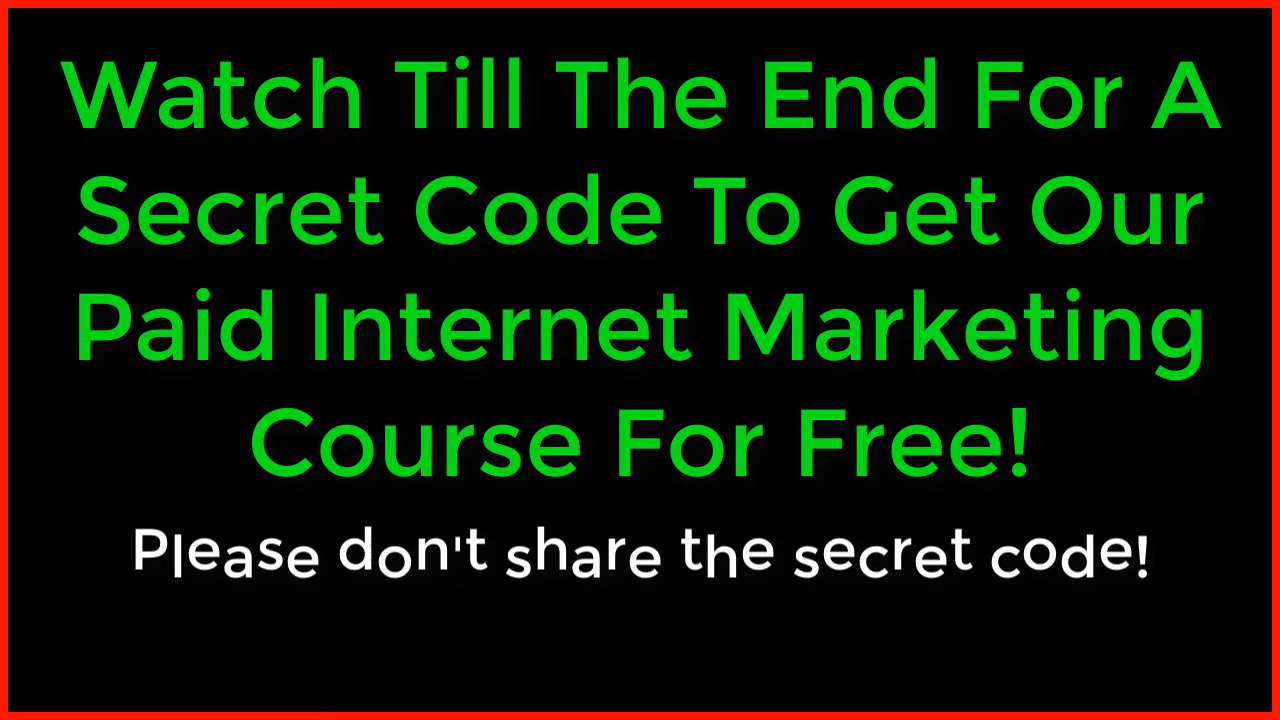 Watch Till The End For A
Secret Code To Get Our
Paid Internet Marketing
Course For Free!
Please don't share the secret code!